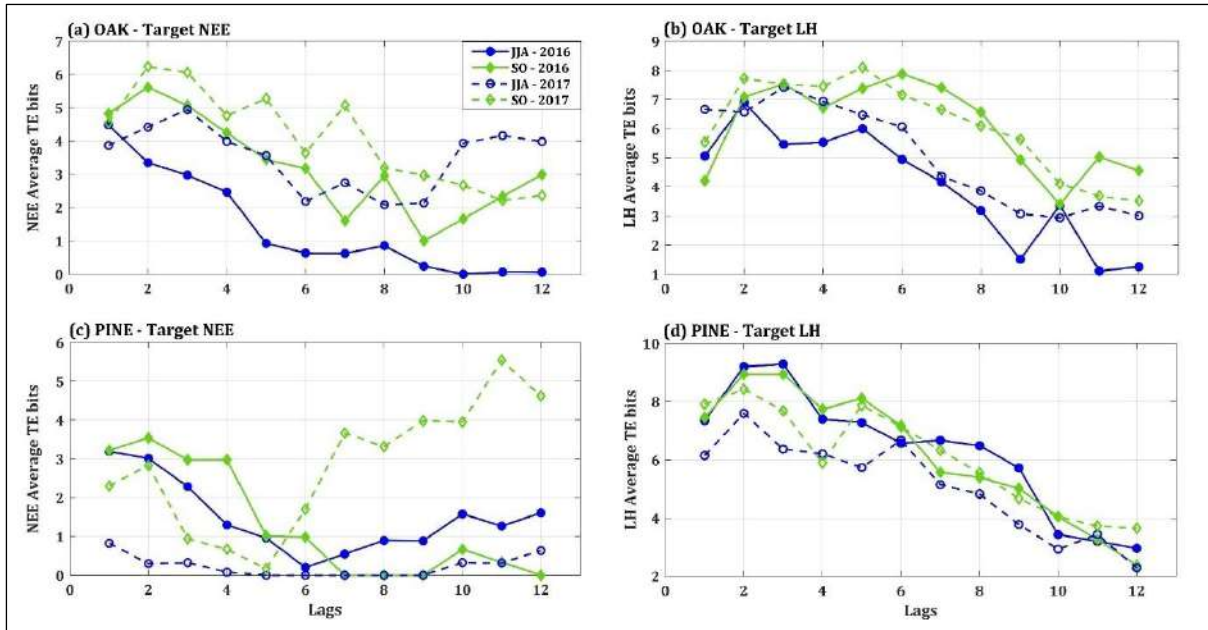 (a) OAK - Target NEE
7
6
5
4
3
2
1
0
NEE Average TE bits
0 2 4 6 8 10 12
JJA - 2016
SO - 2016
JJA - 2017
SO - 2017
(b) OAK - Target LH
9
8
7
6
5
4
3
2
1
LH Average TE bits
0 2 4 6 8 10 12
(c) PINE - Target NEE
6
5
4
3
2
1
0
NEE Average TE bits
0 2 4 6 8 10 12
Lags
(d) PINE - Target LH
10
8
6
4
2
LH Average TE bits
0 2 4 6 8 10 12
Lags